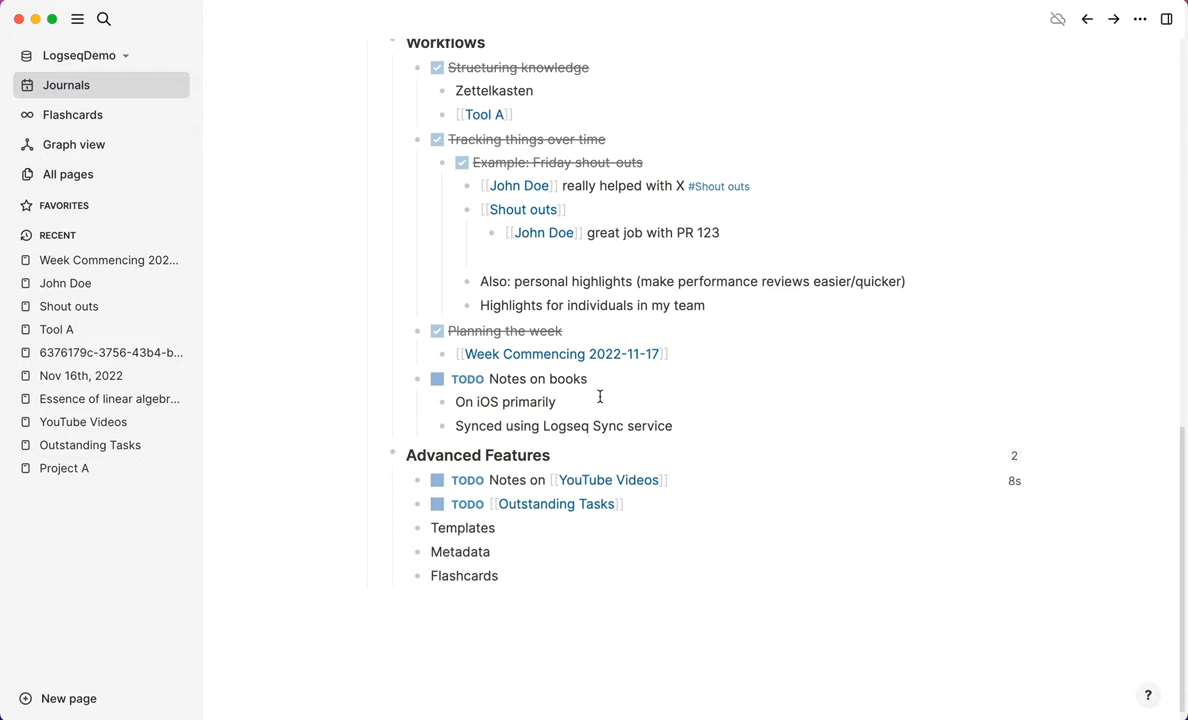 LogseqDemo
Journals
Flashcards
Graph view
All pages
FAVORITES
RECENT
Week Commencing 202...
John Doe
Shout outs
Tool A
6376179c-3756-43b4-b...
Nov 16th, 2022
Essence of linear algebr...
YouTube Videos
Outstanding Tasks
Project A
New page
Workflows
Structuring knowledge
Zettelkasten
[[Tool A]]
Tracking things over time
Example: Friday shout-outs
[[John Doe]] really helped with X #Shout outs
[[Shout outs]]
[[John Doe]] great job with PR 123
Also: personal highlights (make performance reviews easier/quicker)
Highlights for individuals in my team
Planning the week
[[Week Commencing 2022-11-17]]
TODO Notes on books
On iOS primarily
Synced using Logseq Sync service
Advanced Features 2
TODO Notes on [[YouTube Videos]] 8s
TODO [[Outstanding Tasks]]
Templates
Metadata
Flashcards
?